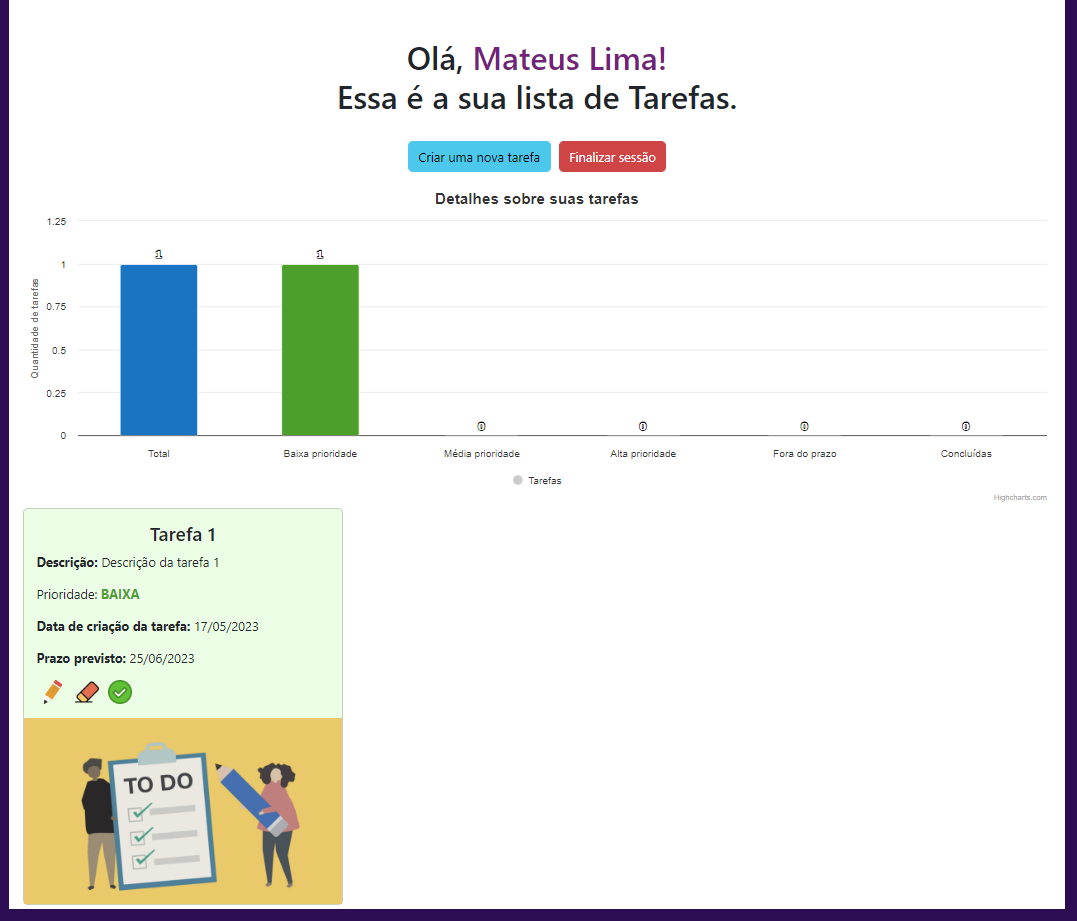 Olá, Mateus Lima!
Essa é a sua lista de Tarefas.
Criar uma nova tarefa Finalizar sessão
Detalhes sobre suas tarefas
Quantidade de tarefas
1.25
1
0.75
0.5
0.25
0
1 1 0 0 0 0
Total Baixa prioridade Média prioridade Alta prioridade Fora do prazo Concluídas
Tarefas
Highcharts.com
Tarefa 1
Descrição: Descrição da tarefa 1
Prioridade: BAIXA
Data de criação da tarefa: 17/05/2023
Prazo previsto: 25/06/2023
TO DO